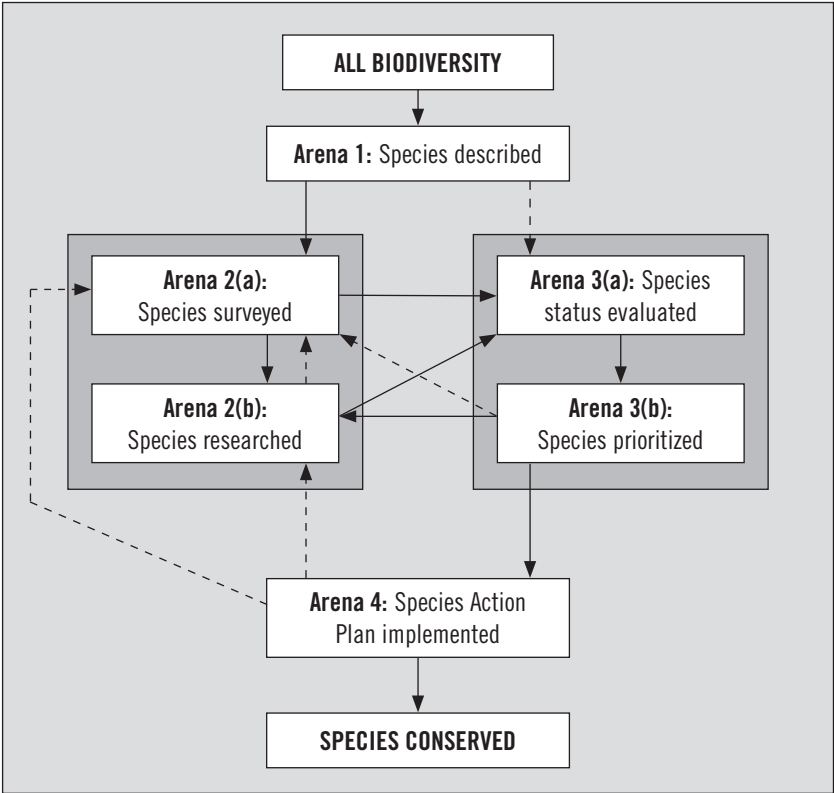 ALL BIODIVERSITY
Arena 1: Species described
Arena 2(a):
Species surveyed
Arena 3(a): Species
status evaluated
Arena 2(b):
Species researched
Arena 3(b):
Species prioritized
Arena 4: Species Action
Plan implemented
SPECIES CONSERVED